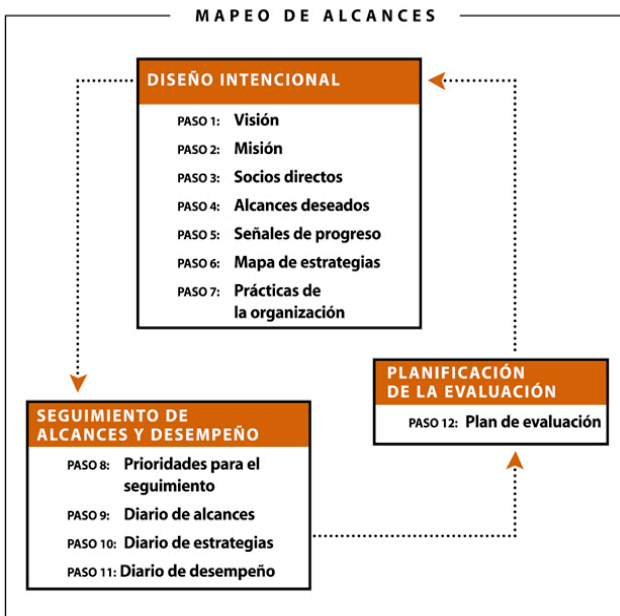 MAPEO DE ALCANCES
DISEÑO INTENCIONAL
PASO 1: Visión
PASO 2: Misión
PASO 3: Socios directos
PASO 4: Alcances deseados
PASO 5: Señales de progreso
PASO 6: Mapa de estrategias
PASO 7: Prácticas de
la organización
SEGUIMIENTO DE
ALCANCES Y DESEMPEÑO
PASO 8: Prioridades para el
seguimiento
PASO 9: Diario de alcances
PASO 10: Diario de estrategias
PASO 11: Diario de desempeño
PLANIFICACIÓN
DE LA EVALUACIÓN
PASO 12: Plan de evaluación